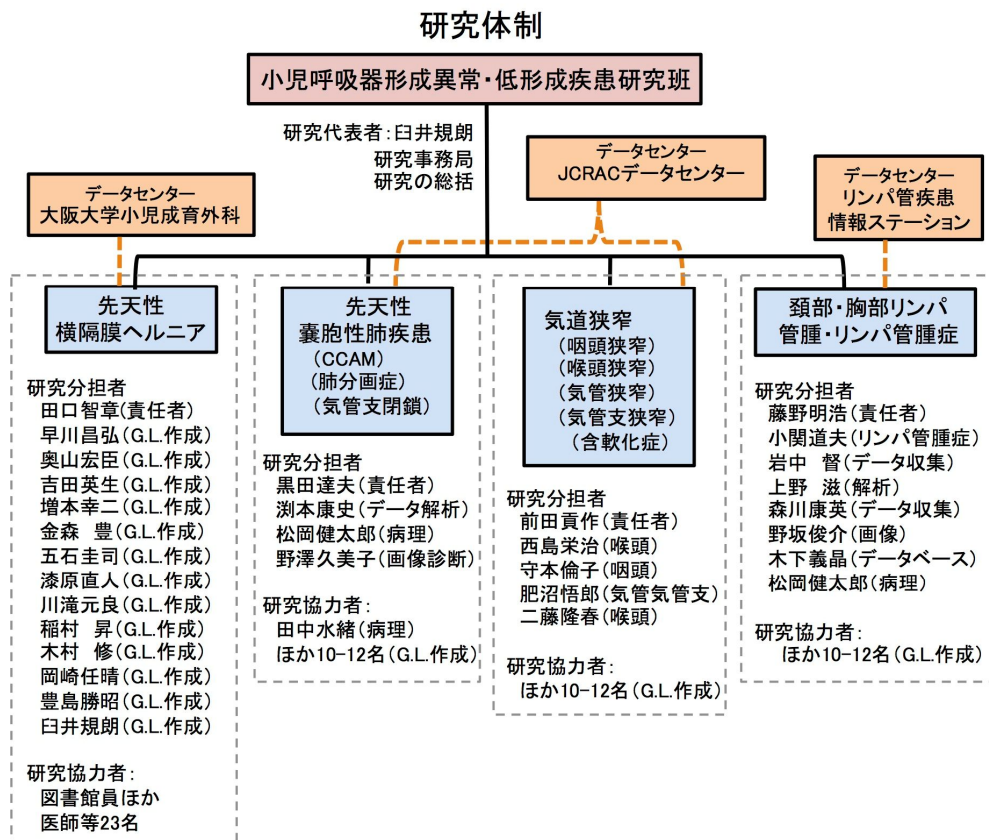 研究体制
小児呼吸器形成異常・低形成疾患研究班
研究代表者:臼井規朗
研究事務局
研究の総括
データセンター
大阪大学小児成育外科
データセンター
JCRACデータセンター
データセンター
リンパ管疾患
情報ステーション
先天性
横隔膜ヘルニア
研究分担者
田口智章(責任者)
早川昌弘(G.L.作成)
奥山宏臣(G.L.作成)
吉田英生(G.L.作成)
増本幸二(G.L.作成)
金森 豊(G.L.作成)
五石圭司(G.L.作成)
漆原直人(G.L.作成)
川滝元良(G.L.作成)
稲村 昇(G.L.作成)
木村 修(G.L.作成)
岡崎任晴(G.L.作成)
豊島勝昭(G.L.作成)
臼井規朗(G.L.作成)
研究協力者:
図書館員ほか
医師等23名
先天性
嚢胞性肺疾患
(CCAM)
(肺分画症)
(気管支閉鎖)
研究分担者
黒田達夫(責任者)
渕本康史(データ解析)
松岡健太郎(病理)
野澤久美子(画像診断)
研究協力者:
田中水緒(病理)
ほか10-12名(G.L.作成)
気道狭窄
(咽頭狭窄)
(喉頭狭窄)
(気管狭窄)
(気管支狭窄)
(含軟化症)
研究分担者
前田貢作(責任者)
西島栄治(喉頭)
守本倫子(咽頭)
肥沼悟郎(気管気管支)
二藤隆春(喉頭)
研究協力者:
ほか10-12名(G.L.作成)
頚部・胸部リンパ
管腫・リンパ管腫症
研究分担者
藤野明浩(責任者)
小関道夫(リンパ管腫症)
岩中 督(データ収集)
上野 滋(解析)
森川康英(データ収集)
野坂俊介(画像)
木下義晶(データベース)
松岡健太郎(病理)
研究協力者:
ほか10-12名(G.L.作成)